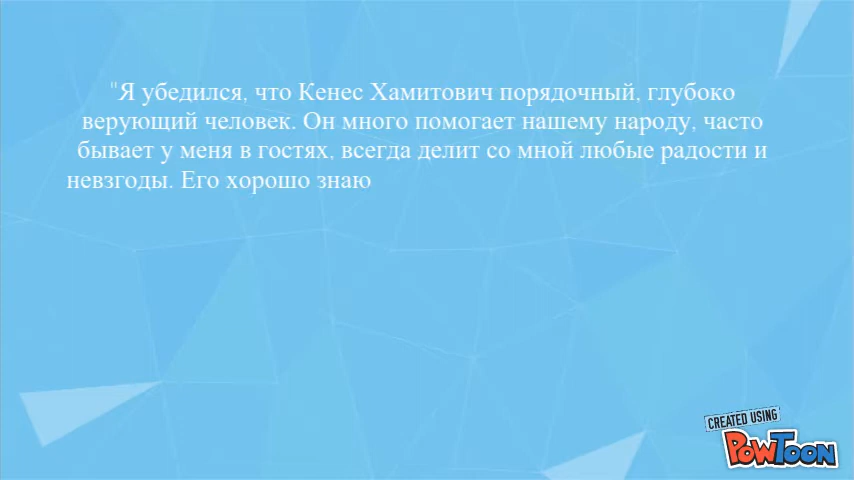 "Я убедился, что Кенес Хамитович порядочный, глубоко
верующий человек. Он много помогает нашему народу, часто
бывает у меня в гостях, всегда делит со мной любые радости и
невзгоды. Его хорошо знаю
CREATED USING
POWTOON